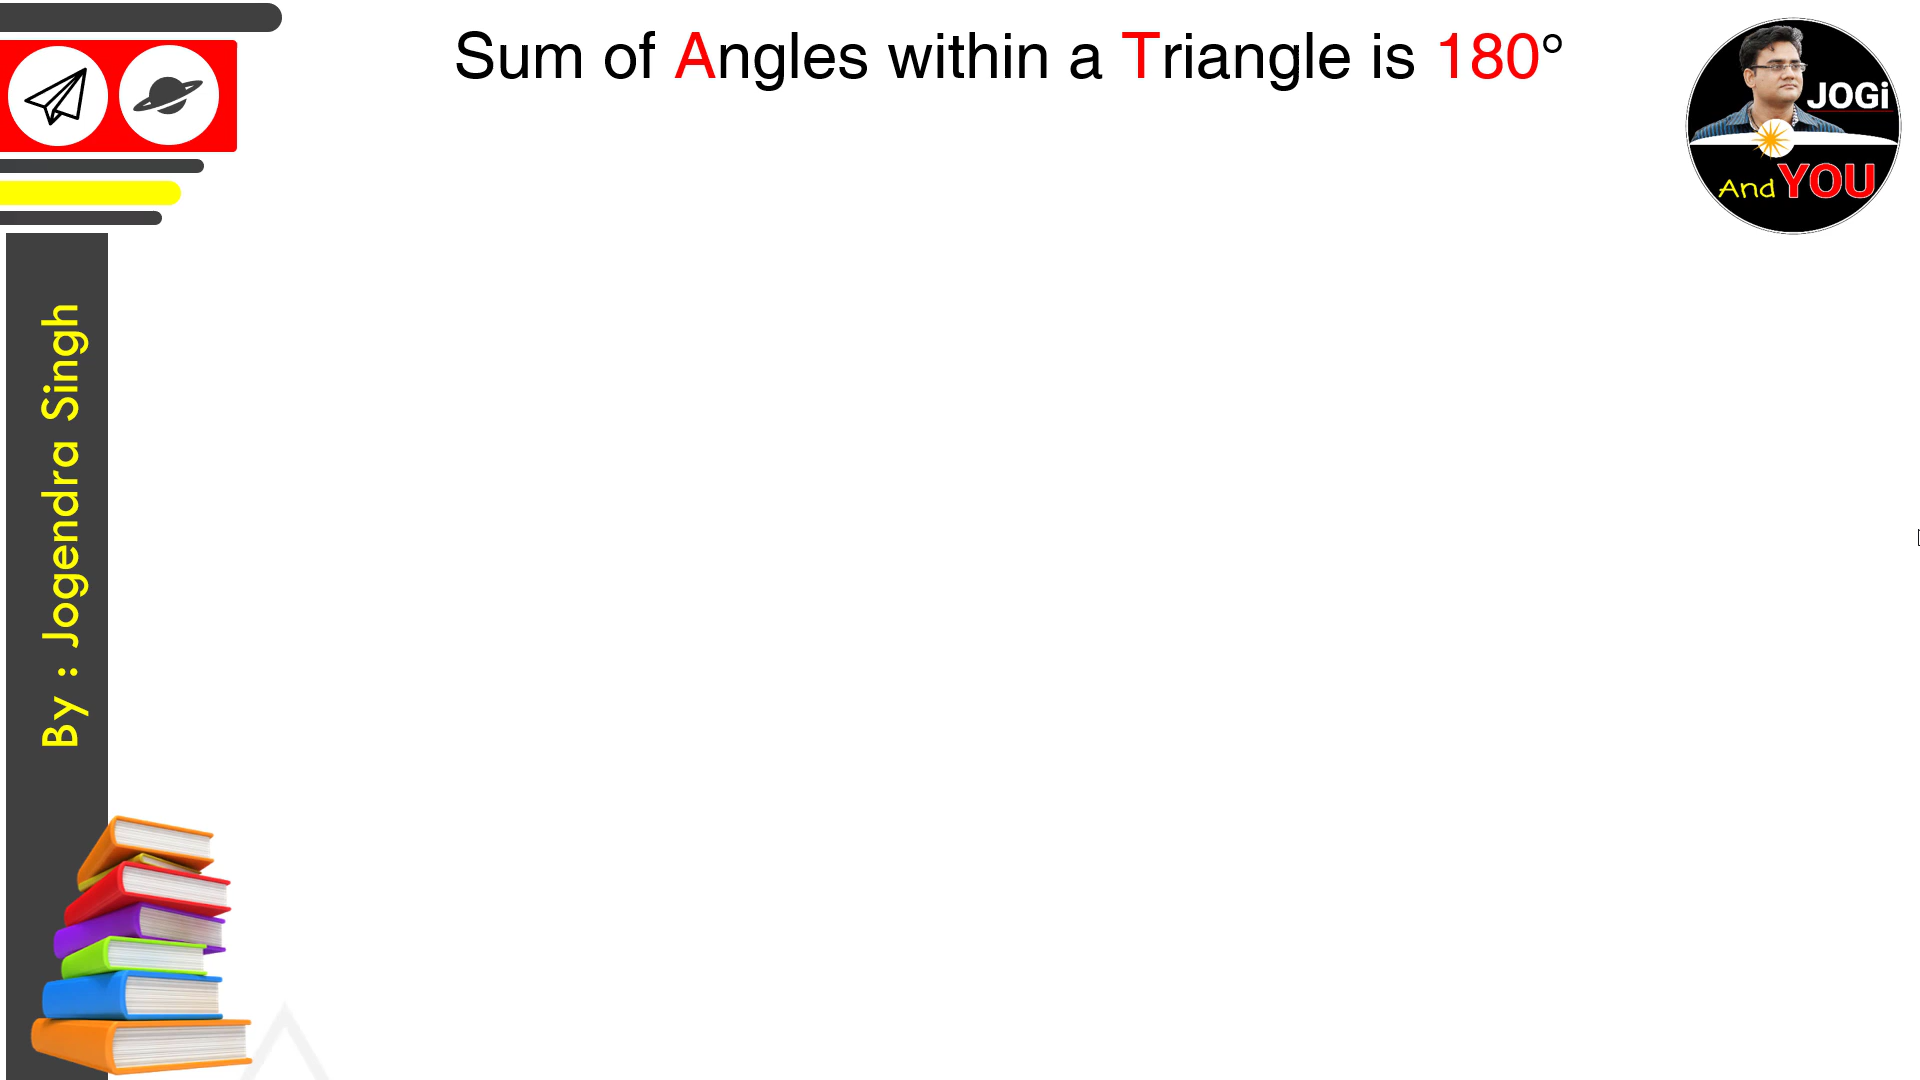 Sum of Angles within a Triangle is 180°
JOGi
And YOU
By : Jogendra Singh